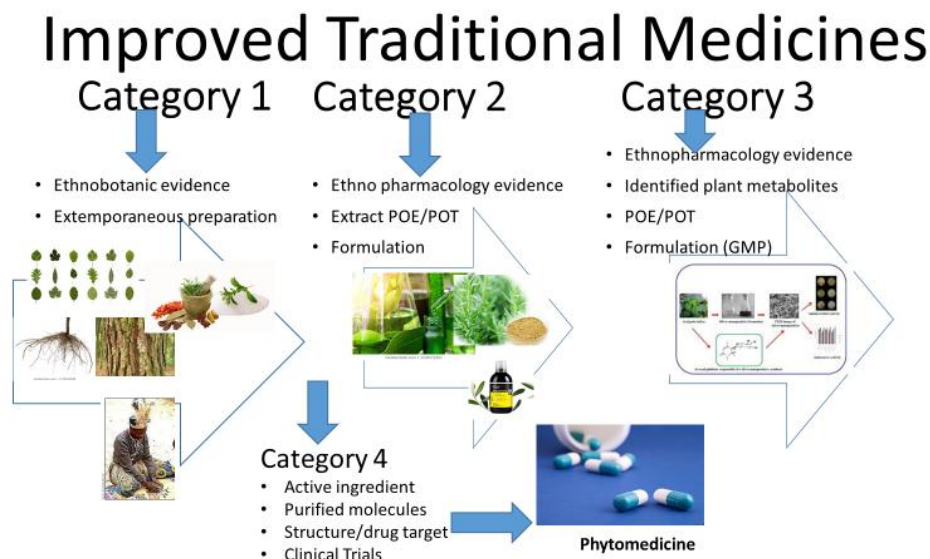 Improved Traditional Medicines
Category 1
Category 2
Category 3
• Ethnobotanic evidence
• Extemporaneous preparation
• Ethno pharmacology evidence
• Extract POE/POT
• Formulation
• Ethnopharmacology evidence
• Identified plant metabolites
• POE/POT
• Formulation (GMP)
Category 4
• Active ingredient
• Purified molecules
• Structure/drug target
• Clinical Trials
Phytomedicine